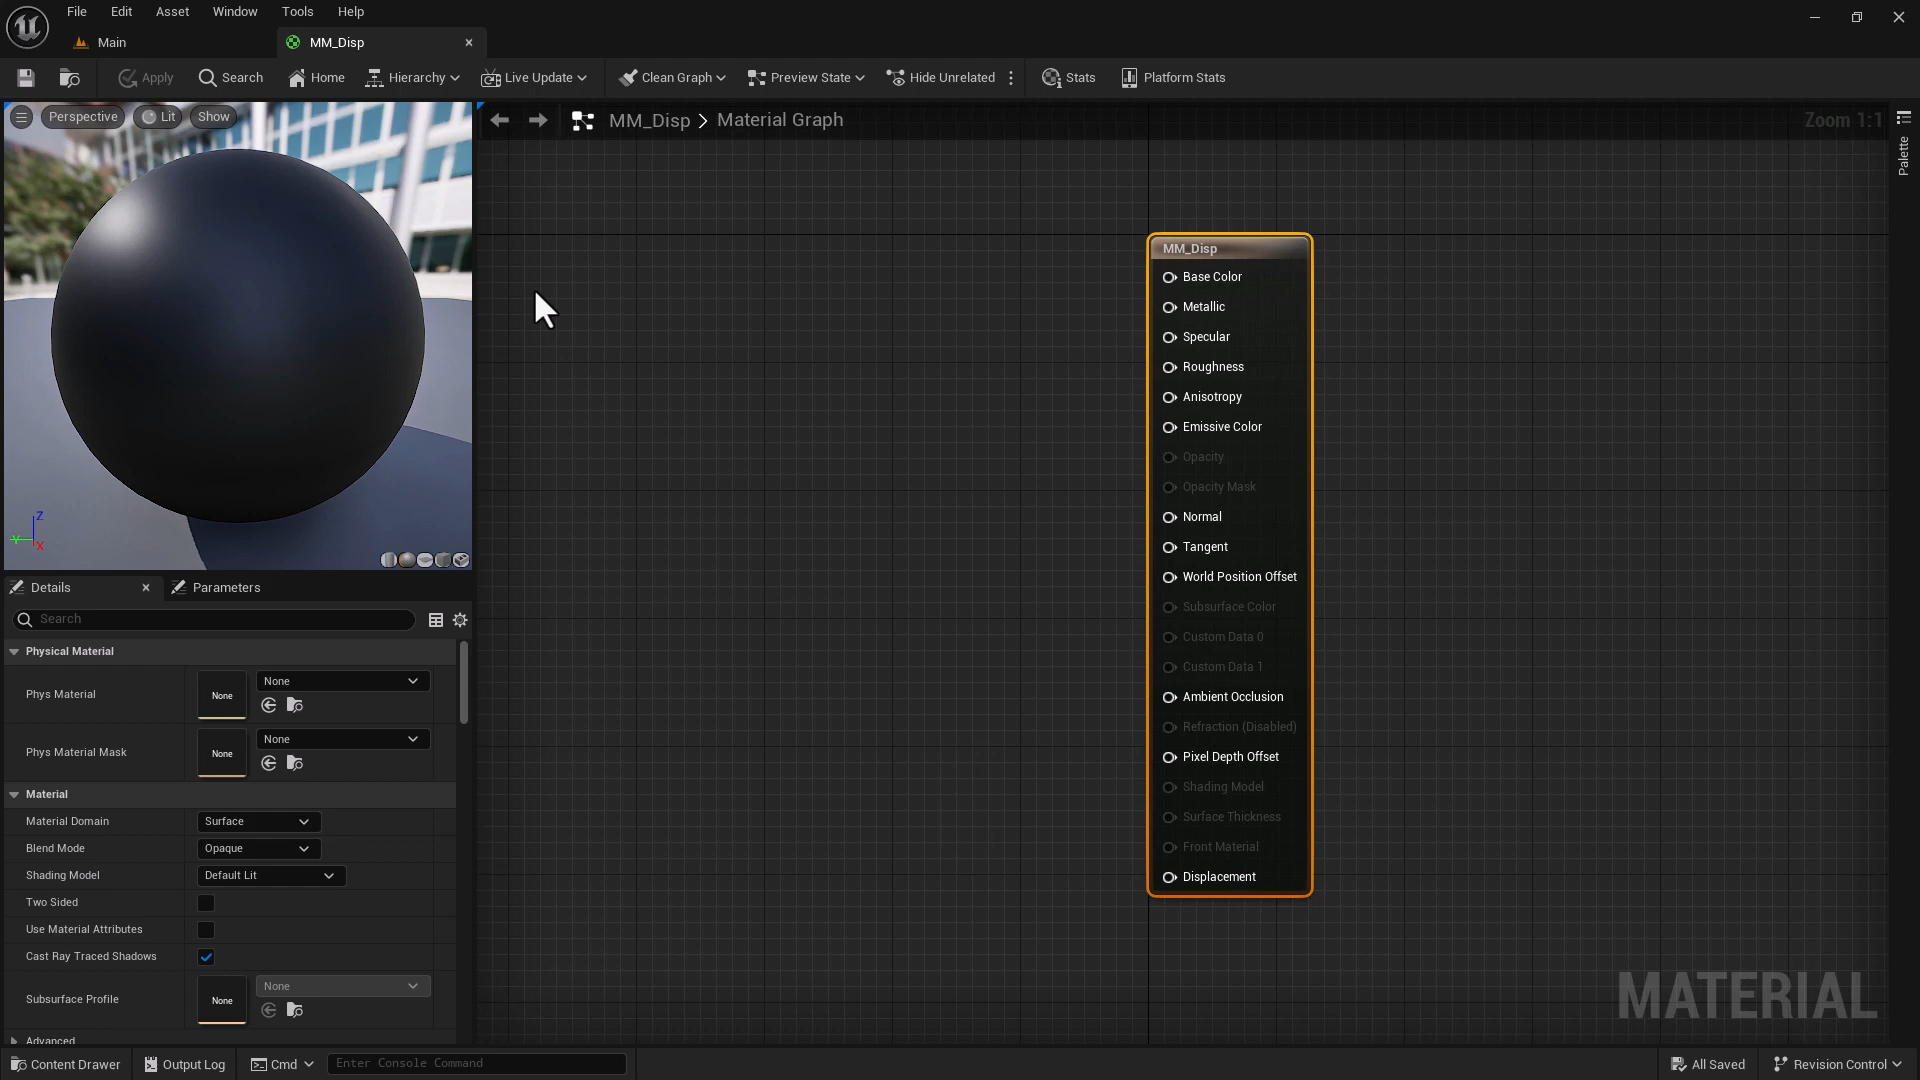 File Edit Asset Window Tools Help
Main
MM_Disp
Apply Search Home Hierarchy Live Update Clean Graph Preview State Hide Unrelated Stats Platform Stats
Perspective Lit Show
MM_Disp > Material Graph
Zoom 1:1
Palette
MM_Disp
Base Color
Metallic
Specular
Roughness
Anisotropy
Emissive Color
Opacity
Opacity Mask
Normal
Tangent
World Position Offset
Subsurface Color
Custom Data 0
Custom Data 1
Ambient Occlusion
Refraction (Disabled)
Pixel Depth Offset
Shading Model
Surface Thickness
Front Material
Displacement
Z
Y
X
Details Parameters
Search
Physical Material
Phys Material None None
Phys Material Mask None None
Material
Material Domain Surface
Blend Mode Opaque
Shading Model Default Lit
Two Sided
Use Material Attributes
Cast Ray Traced Shadows
Subsurface Profile None None
Advanced
MATERIAL
Content Drawer Output Log Cmd Enter Console Command All Saved Revision Control